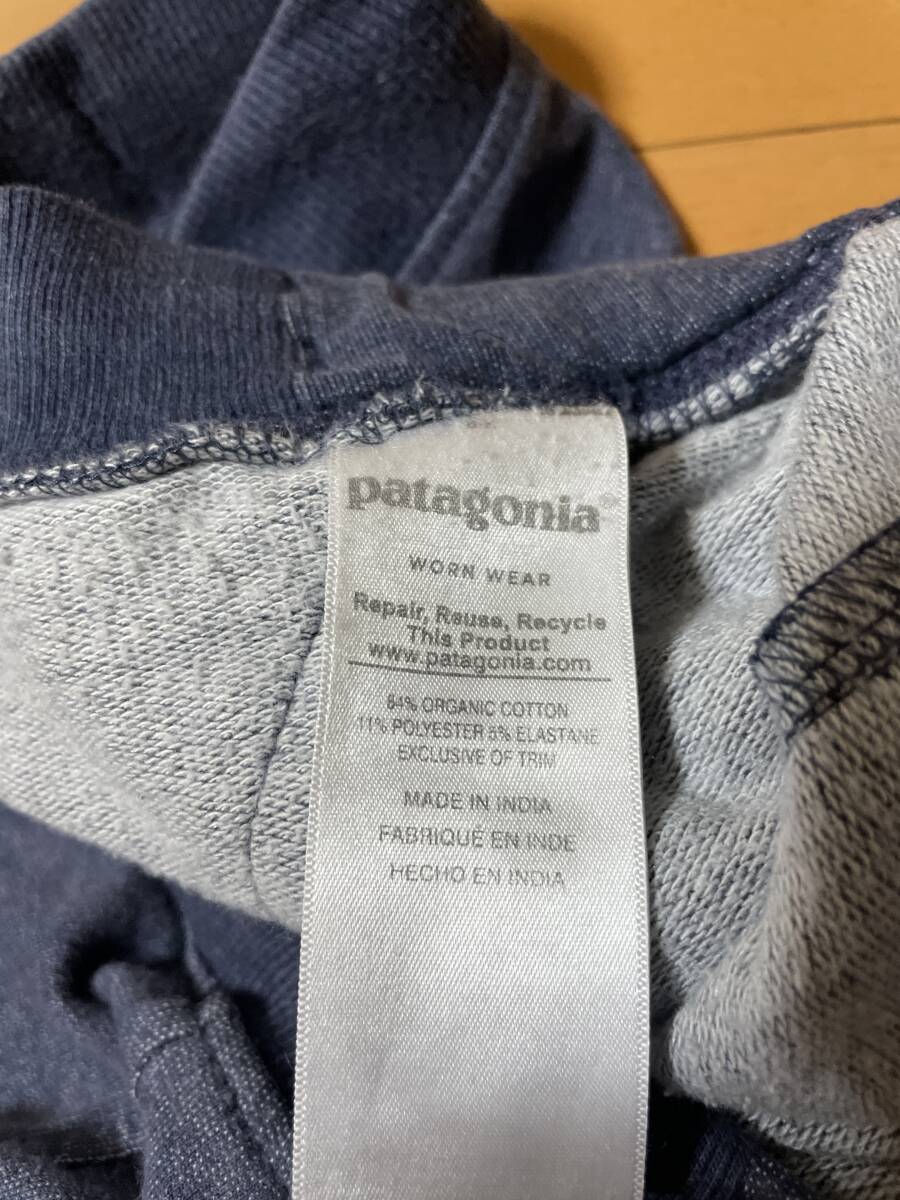 patagonia
WORN WEAR
Repair, Reuse, Recycle
This Product
www.patagonia.com
84% ORGANIC COTTON
11% POLYESTER 5% ELASTANE
EXCLUSIVE OF TRIM
MADE IN INDIA
FABRIQUÉ EN INDE
HECHO EN INDIA